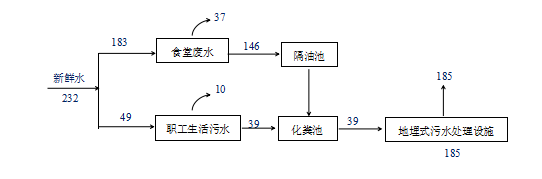 37
183
食堂废水
146
隔油池
新鲜水
232
10
185
49
职工生活污水
39
化粪池
39
地埋式污水处理设施
185